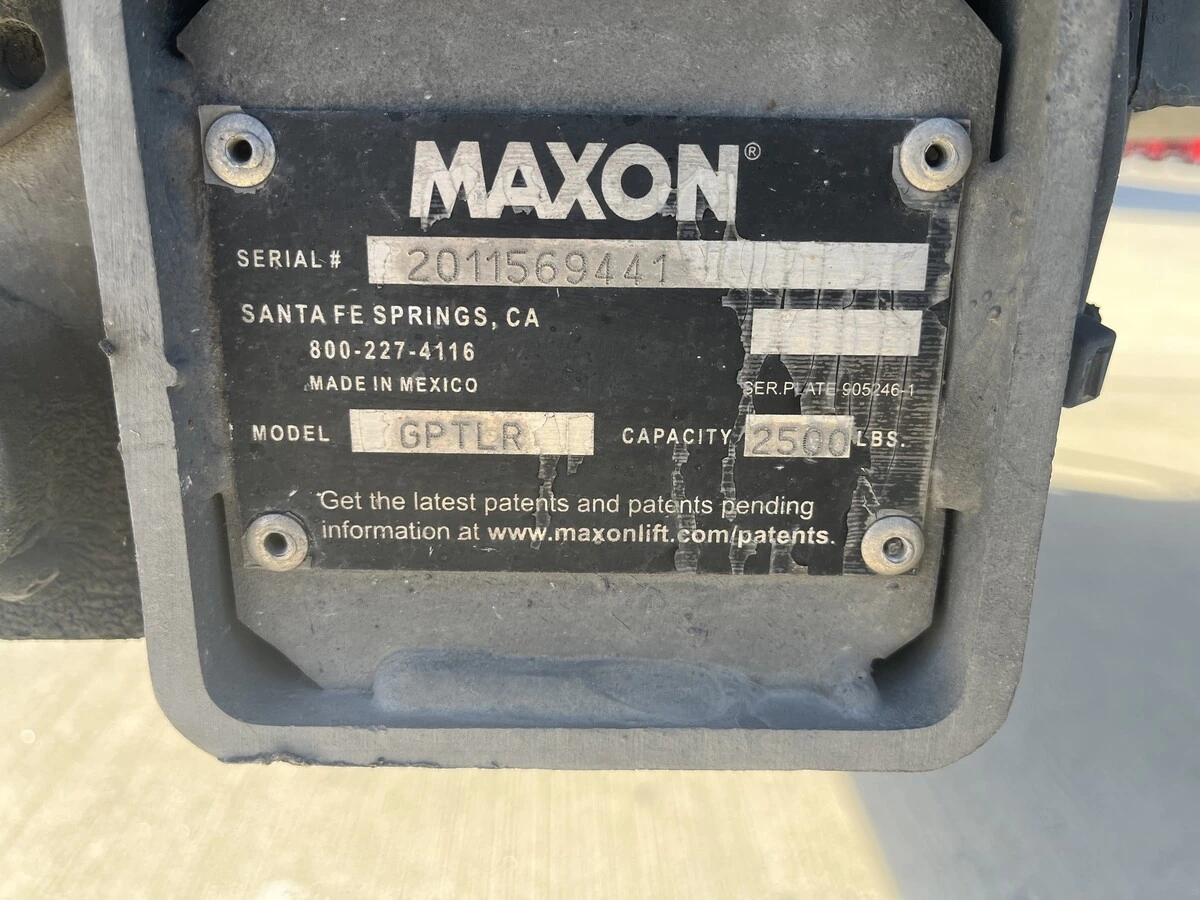 MAXON®
SERIAL # 2011569441
SANTA FE SPRINGS, CA
800-227-4116
MADE IN MEXICO
SER.PLATE 905246-1
MODEL GPTLR CAPACITY 2500 LBS.
Get the latest patents and patents pending
information at www.maxonlift.com/patents.